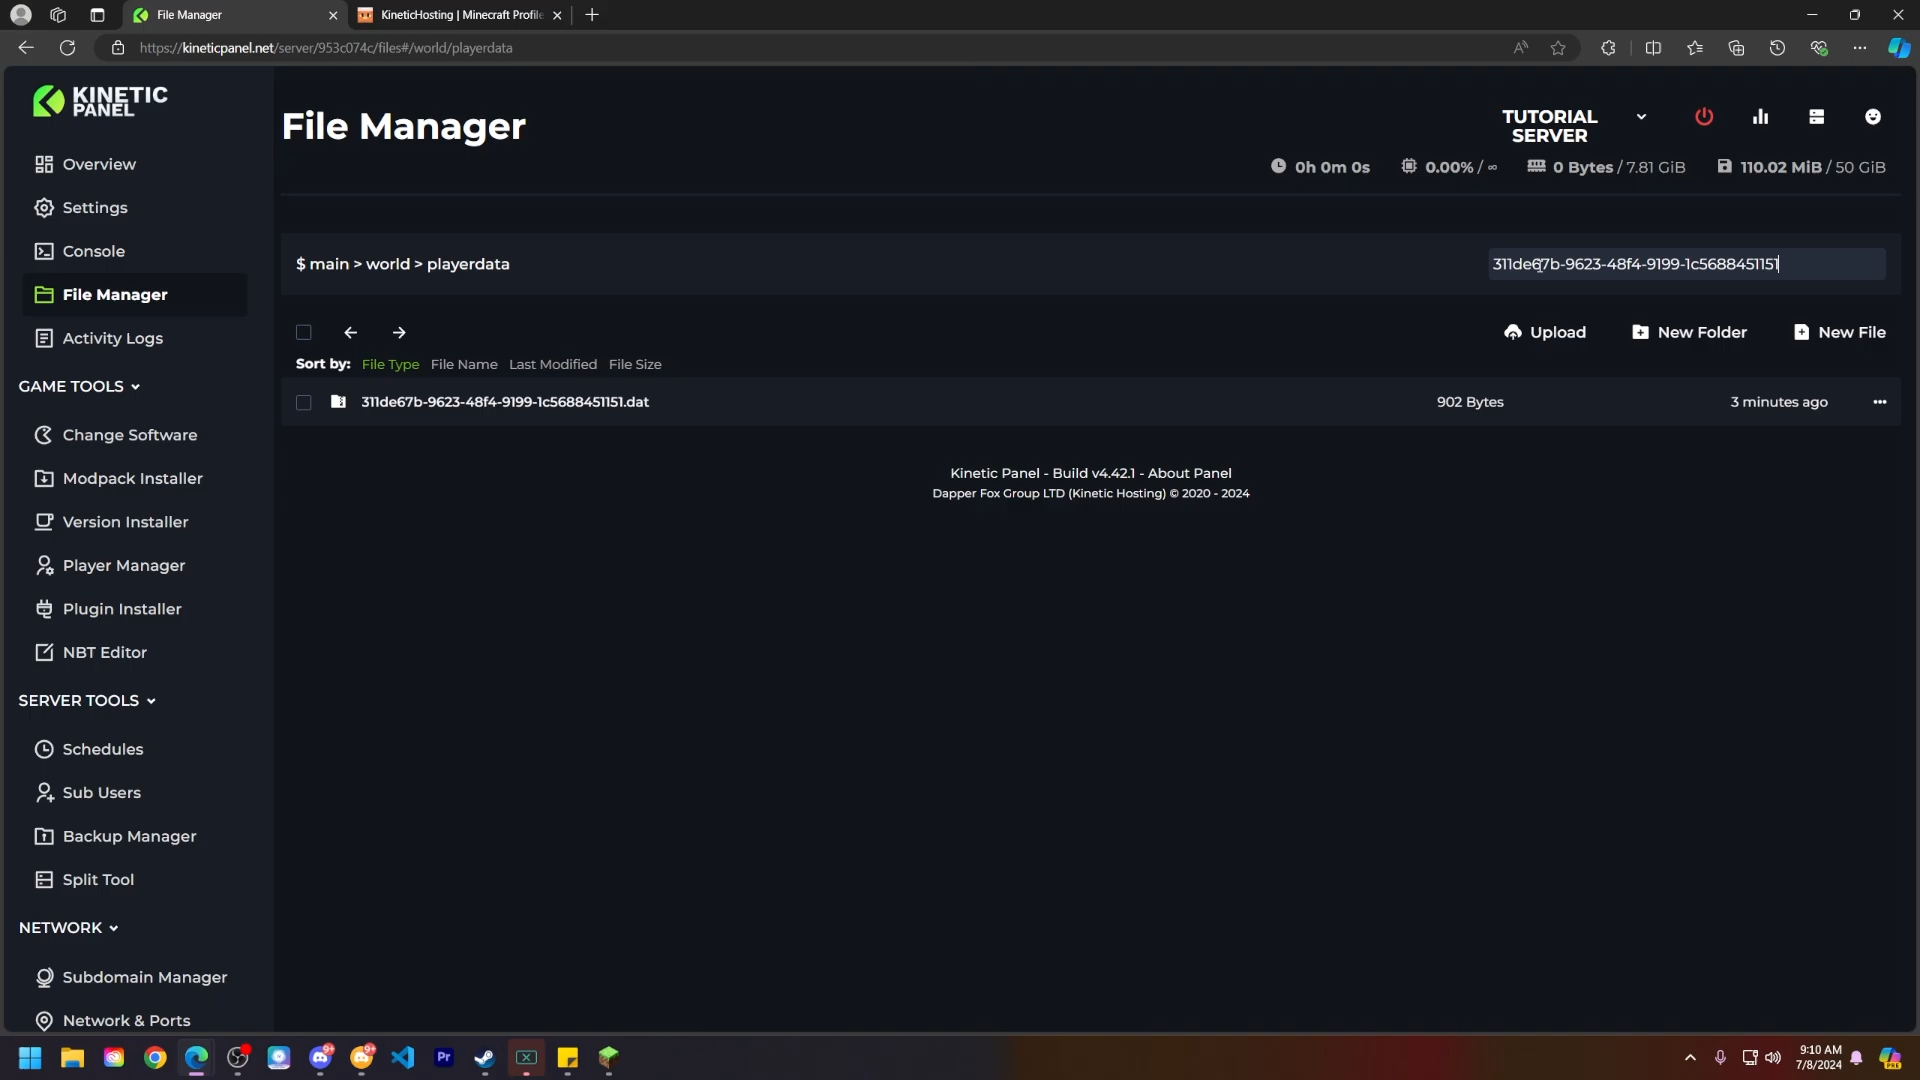 File Manager
KineticHosting | Minecraft Profile
https://kineticpanel.net/server/953c074c/files#/world/playerdata
KINETIC
PANEL
File Manager
TUTORIAL
SERVER
0h 0m 0s
0.00% / ∞
0 Bytes / 7.81 GiB
110.02 MiB / 50 GiB
Overview
Settings
Console
File Manager
Activity Logs
GAME TOOLS
Change Software
Modpack Installer
Version Installer
Player Manager
Plugin Installer
NBT Editor
SERVER TOOLS
Schedules
Sub Users
Backup Manager
Split Tool
NETWORK
Subdomain Manager
Network & Ports
$ main > world > playerdata
311de67b-9623-48f4-9199-1c5688451151
Upload
New Folder
New File
Sort by: File Type File Name Last Modified File Size
311de67b-9623-48f4-9199-1c5688451151.dat
902 Bytes
3 minutes ago
Kinetic Panel - Build v4.42.1 - About Panel
Dapper Fox Group LTD (Kinetic Hosting) © 2020 - 2024
9+
9+
Pr
9:10 AM
7/8/2024
PRE